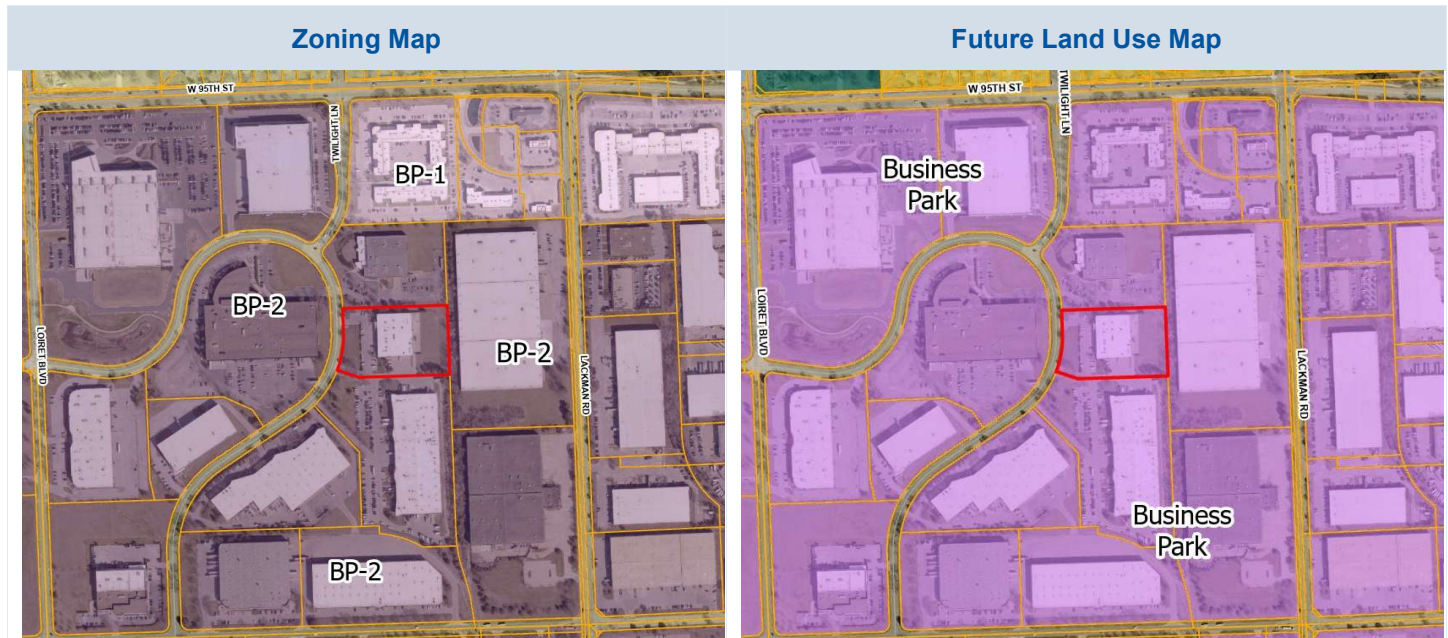 Zoning Map
Future Land Use Map
W 95TH ST
TWILIGHT LN
BP-1
BP-2
BP-2
LOIRET BLVD
LACKMAN RD
BP-2
W 95TH ST
TWILIGHT LN
Business
Park
LOIRET BLVD
LACKMAN RD
Business
Park